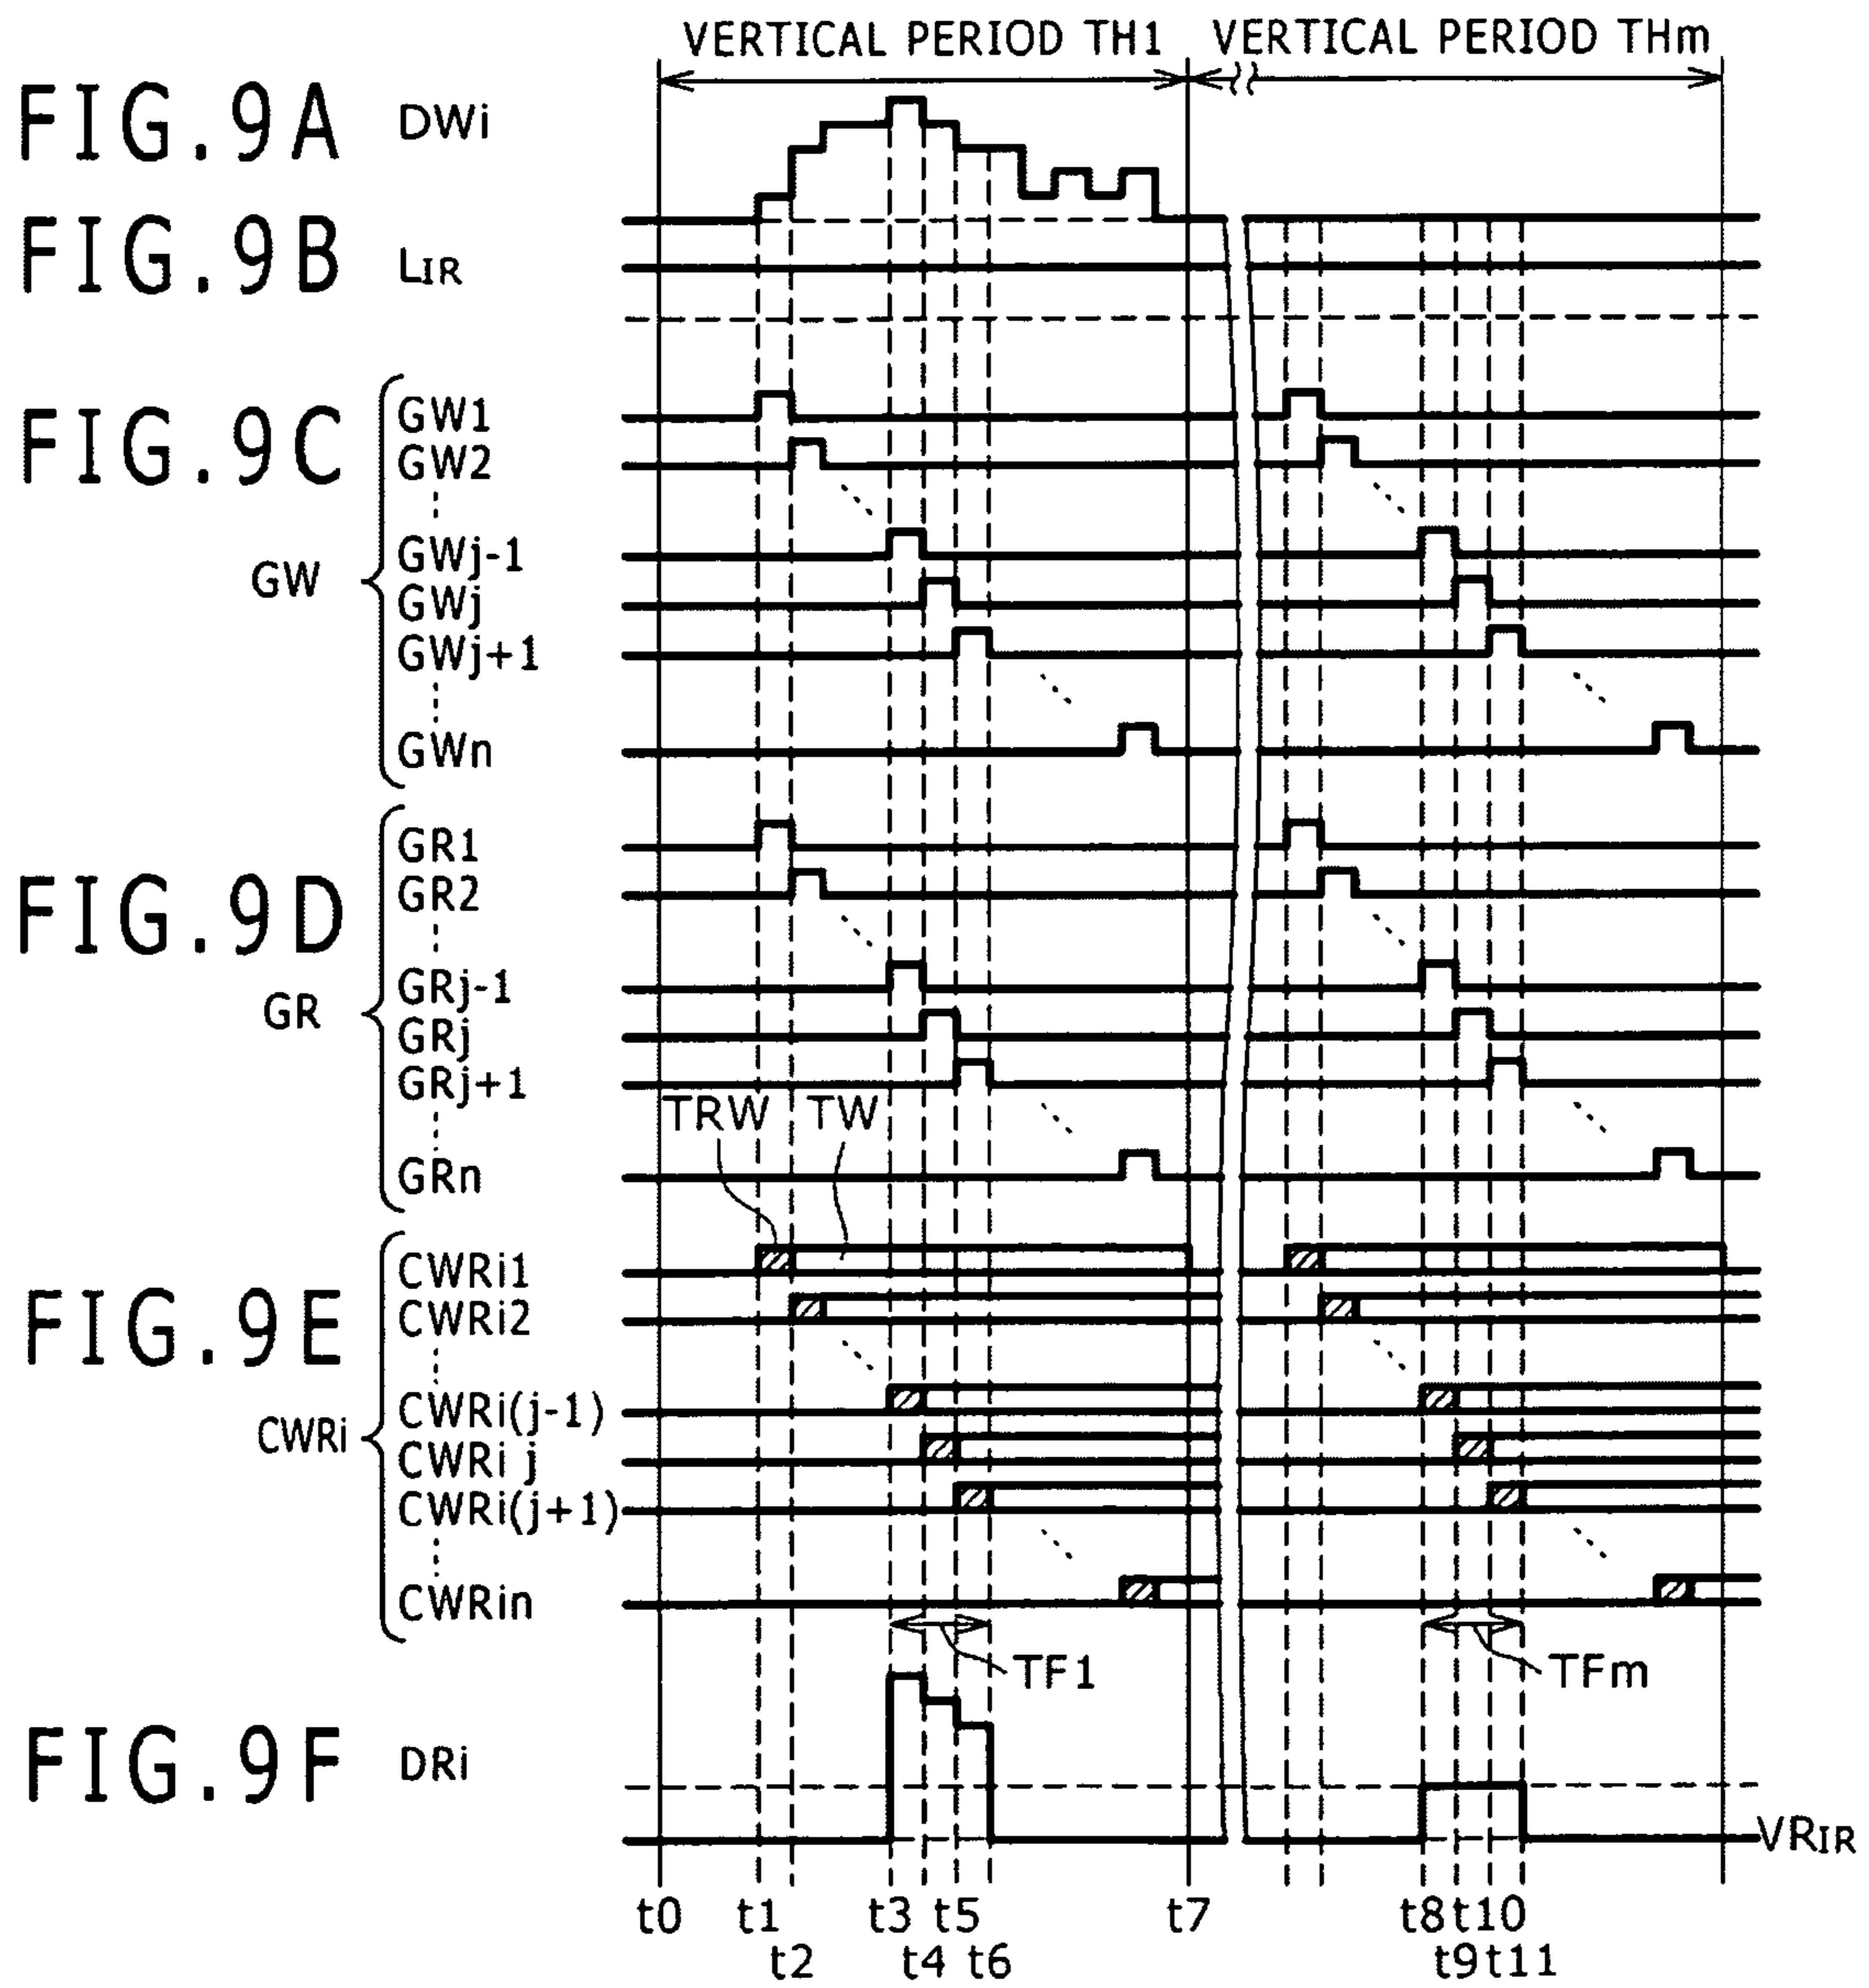 VERTICAL PERIOD TH1 VERTICAL PERIOD THm
FIG.9A DWi
FIG.9B LIR
FIG.9C
GW
GW1
GW2
GWj-1
GWj
GWj+1
GWn
FIG.9D
GR
GR1
GR2
GRj-1
GRj
GRj+1
GRn
TRW TW
FIG.9E
CWRi
CWRi1
CWRi2
CWRi(j-1)
CWRi j
CWRi(j+1)
CWRin
TF1 TFm
FIG.9F DRi
VRIR
t0 t1 t3 t5 t7 t8 t10
t2 t4 t6 t9 t11